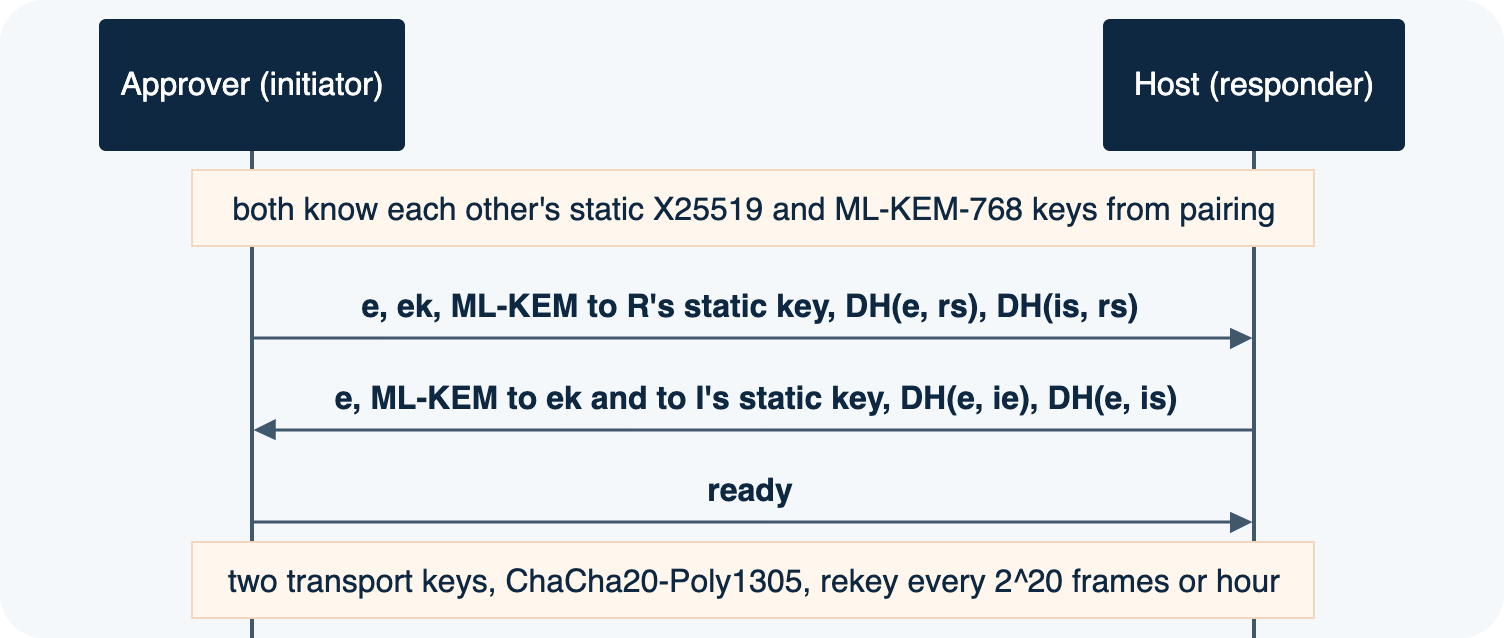 Approver (initiator)
Host (responder)
both know each other's static X25519 and ML-KEM-768 keys from pairing
e, ek, ML-KEM to R's static key, DH(e, rs), DH(is, rs)
e, ML-KEM to ek and to I's static key, DH(e, ie), DH(e, is)
ready
two transport keys, ChaCha20-Poly1305, rekey every 2^20 frames or hour